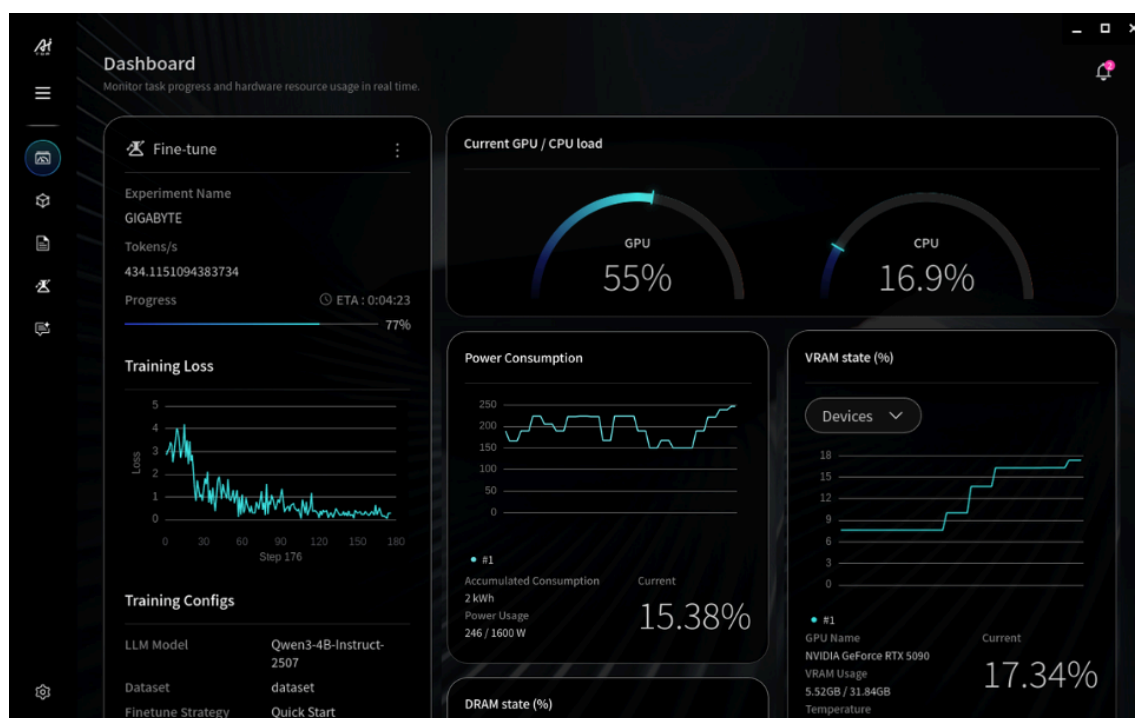 Ai
TOP
Dashboard
Monitor task progress and hardware resource usage in real time.
2
Fine-tune
Experiment Name
GIGABYTE
Tokens/s
434.1151094383734
Progress
ETA : 0:04:23
77%
Training Loss
5
4
3
2
1
0
Loss
0 30 60 90 120 150 180
Step 176
Training Configs
LLM Model
Qwen3-4B-Instruct-
2507
Dataset
dataset
Finetune Strategy
Quick Start
Current GPU / CPU load
GPU
55%
CPU
16.9%
Power Consumption
250
200
150
100
50
0
#1
Accumulated Consumption
2 kWh
Power Usage
246 / 1600 W
Current
15.38%
DRAM state (%)
VRAM state (%)
Devices
18
15
12
9
6
3
0
#1
GPU Name
NVIDIA GeForce RTX 5090
VRAM Usage
5.52GB / 31.84GB
Temperature
Current
17.34%